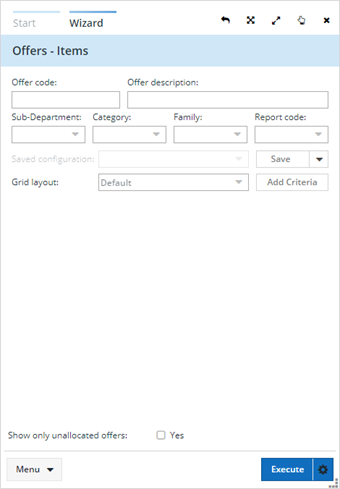 Start Wizard
Offers - Items
Offer code: Offer description:
Sub-Department: Category: Family: Report code:
Saved configuration: Save
Grid layout: Default Add Criteria
Show only unallocated offers: Yes
Menu Execute